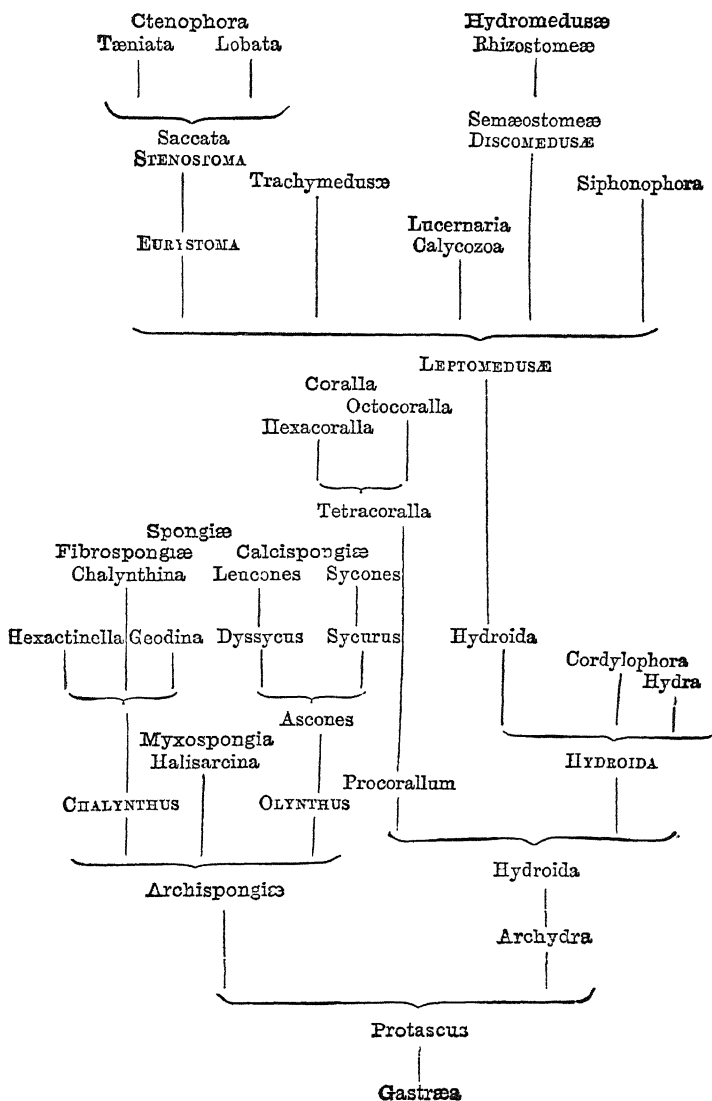 Ctenophora
Tæniata Lobata
Hydromedusæ
Rhizostomeæ
Saccata
STENOSTOMA
Semæostomeæ
DISCOMEDUSÆ
Trachymedusæ
Siphonophora
Lucernaria
Calycozoa
EURYSTOMA
LEPTOMEDUSÆ
Coralla
Octocoralla
Hexacoralla
Tetracoralla
Spongiæ
Fibrospongiæ Calcispongiæ
Chalynthina Leucones Sycones
Hexactinella Geodina Dyssycus Sycurus Hydroida
Cordylophora
Hydra
Ascones
Myxospongia
Halisarcina
HYDROIDA
Procorallum
CHALYNTHUS OLYNTHUS
Hydroida
Archispongiæ
Archydra
Protascus
Gastræa